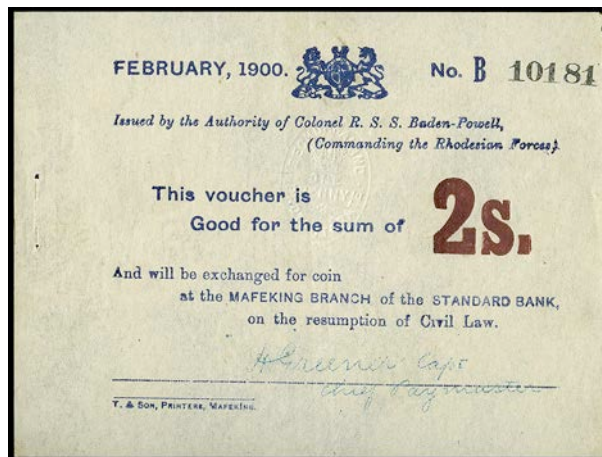 FEBRUARY, 1900. No. B 10181
Issued by the Authority of Colonel R. S. S. Baden-Powell,
(Commanding the Rhodesian Forces).
This voucher is
Good for the sum of 2s.
And will be exchanged for coin
at the MAFEKING BRANCH of the STANDARD BANK,
on the resumption of Civil Law.
H Greener Capt
Chief Paymaster
T. & SON, PRINTERS, MAFEKING.